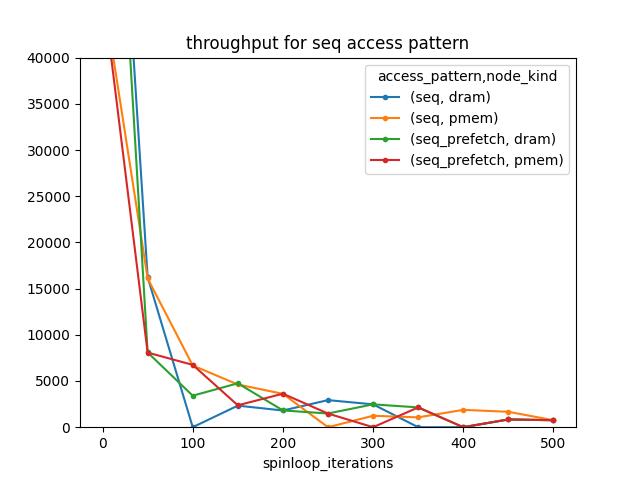 throughput for seq access pattern
40000
35000
30000
25000
20000
15000
10000
5000
0
access_pattern,node_kind
(seq, dram)
(seq, pmem)
(seq_prefetch, dram)
(seq_prefetch, pmem)
0 100 200 300 400 500
spinloop_iterations